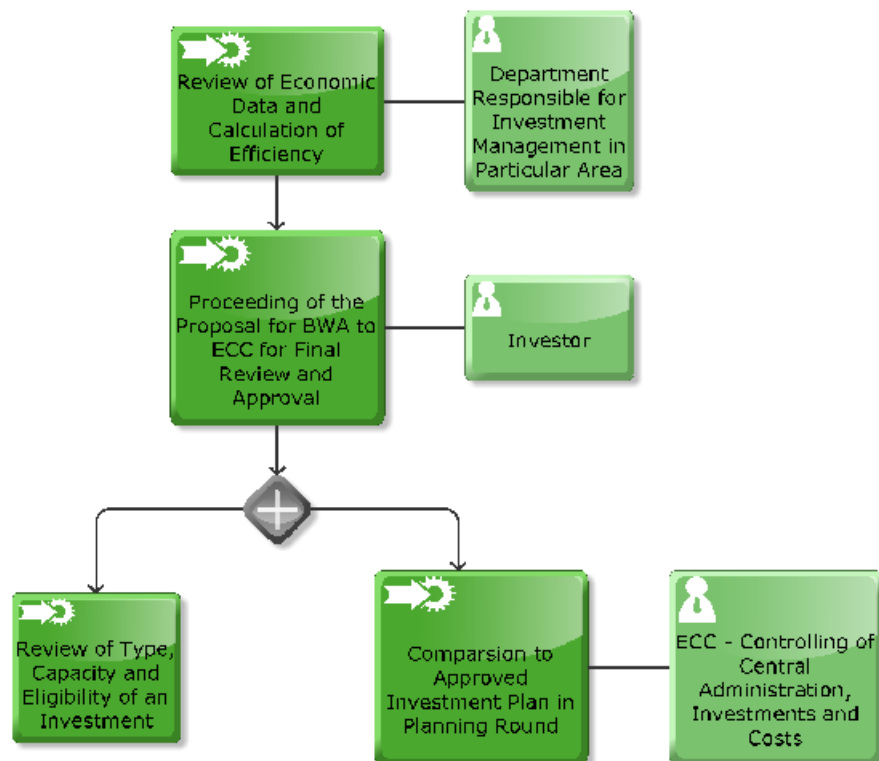 Review of Economic
Data and
Calculation of
Efficiency
Department
Responsible for
Investment
Management in
Particular Area
Proceeding of the
Proposal for BWA to
ECC for Final
Review and
Approval
Investor
Review of Type,
Capacity and
Eligibility of an
Investment
Comparsion to
Approved
Investment Plan in
Planning Round
ECC - Controlling of
Central
Administration,
Investments and
Costs